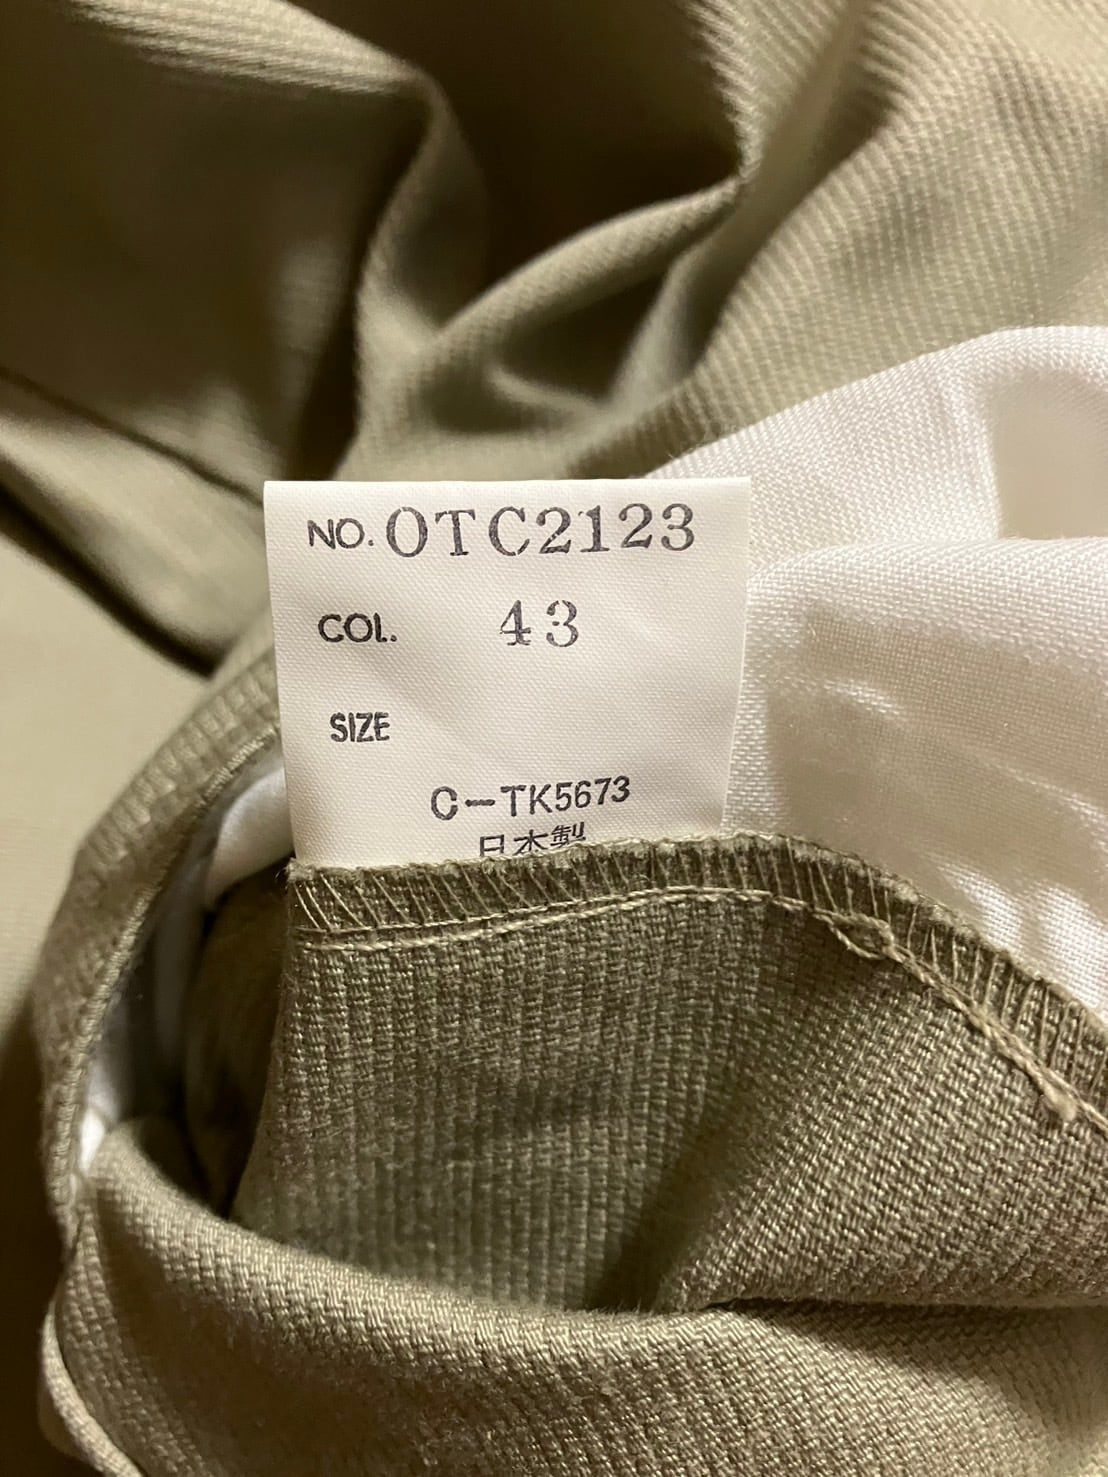 NO. OTC2123
COL. 43
SIZE
C-TK5673
日本製